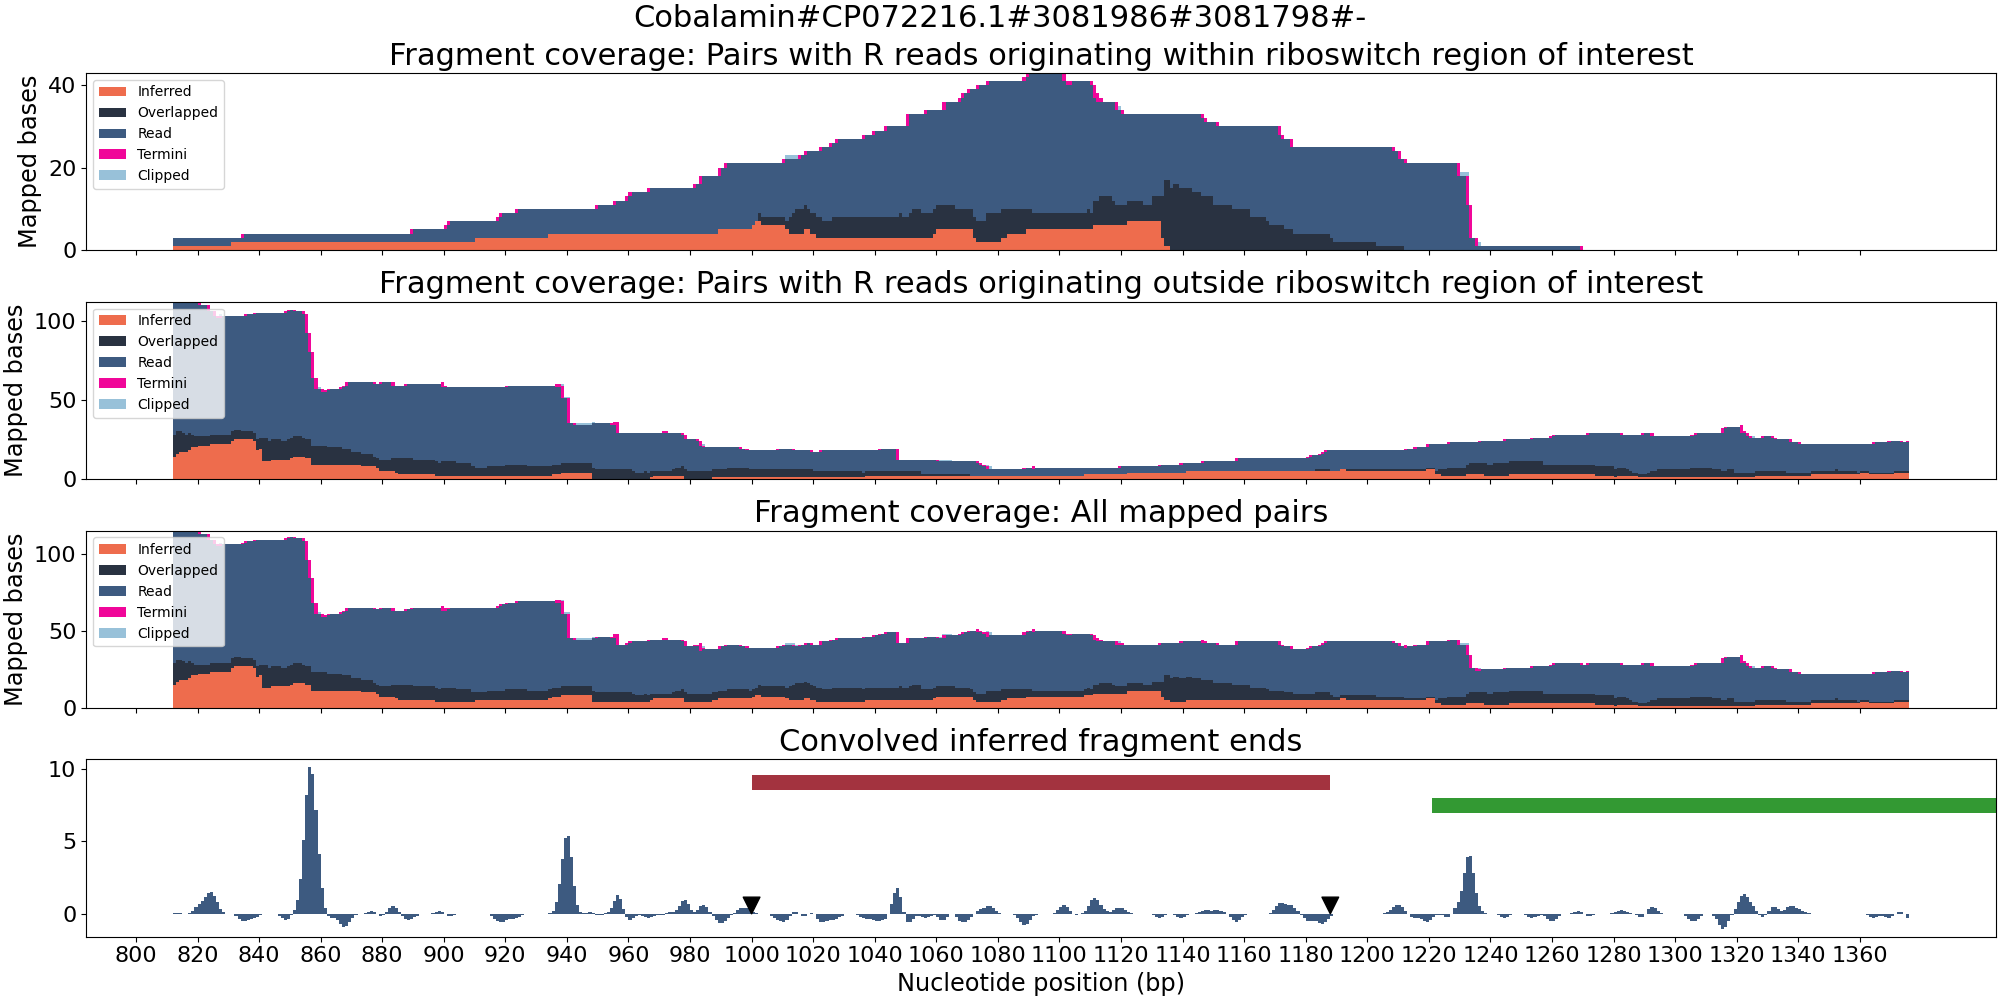 Cobalamin#CP072216.1#3081986#3081798#-
Fragment coverage: Pairs with R reads originating within riboswitch region of interest
Mapped bases
40
20
0
Inferred
Overlapped
Read
Termini
Clipped
Fragment coverage: Pairs with R reads originating outside riboswitch region of interest
Mapped bases
100
50
0
Inferred
Overlapped
Read
Termini
Clipped
Fragment coverage: All mapped pairs
Mapped bases
100
50
0
Inferred
Overlapped
Read
Termini
Clipped
Convolved inferred fragment ends
10
5
0
800 820 840 860 880 900 920 940 960 980 1000 1020 1040 1060 1080 1100 1120 1140 1160 1180 1200 1220 1240 1260 1280 1300 1320 1340 1360
Nucleotide position (bp)